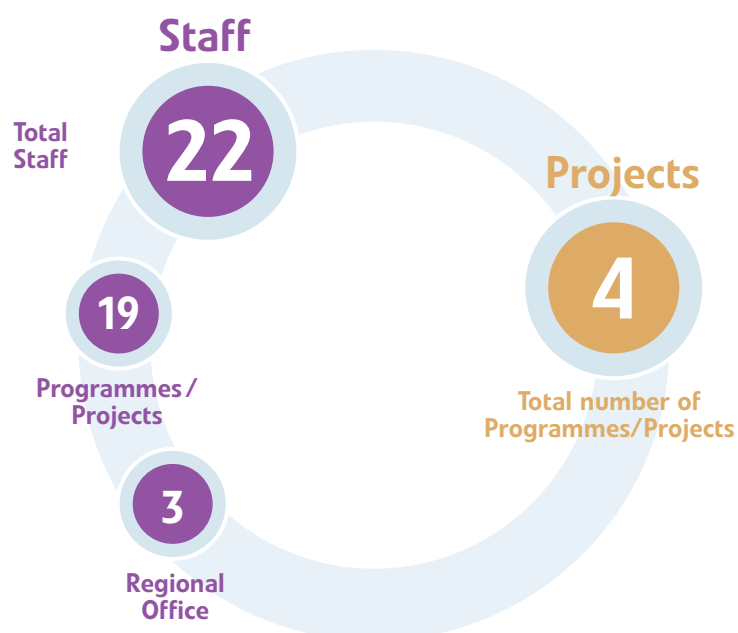 Staff
Total
Staff
22
19
Programmes/
Projects
3
Regional
Office
Projects
4
Total number of
Programmes/Projects